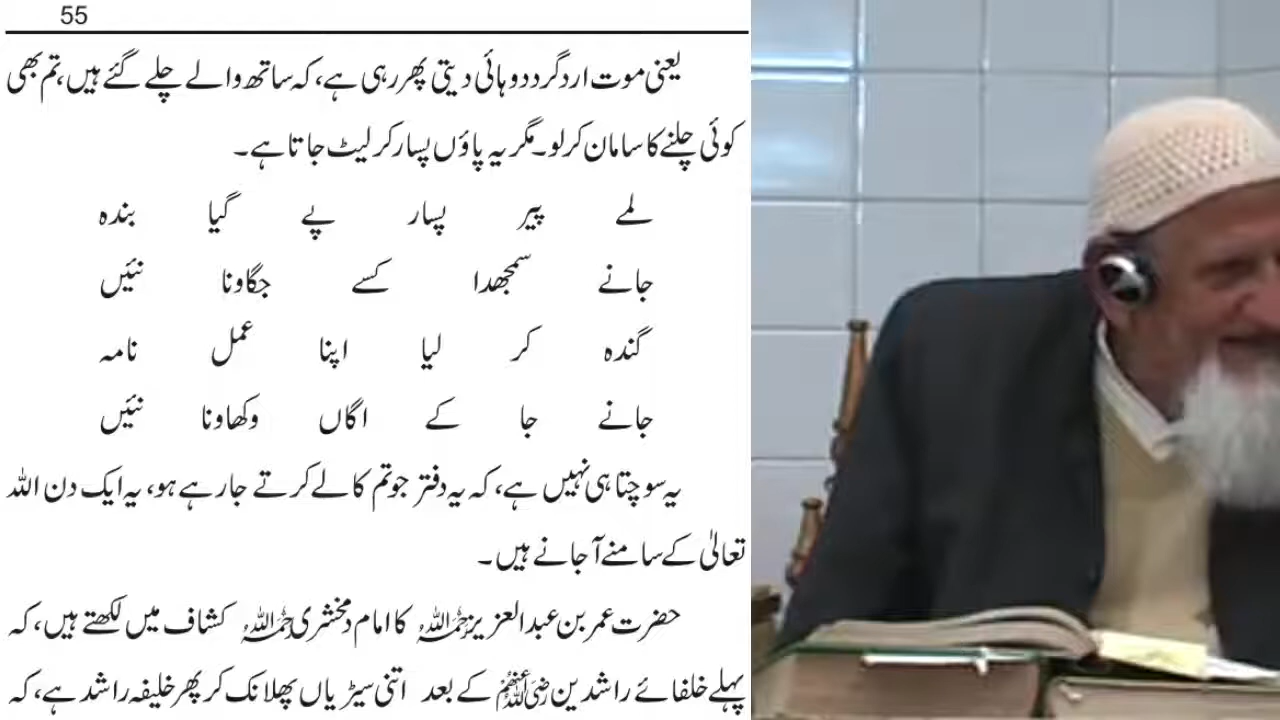 55
یعنی موت ارد گرد دوہائی دیتی پھر رہی ہے، کہ ساتھ والے چلے گئے ہیں، تم بھی
کوئی چلنے کا سامان کر لو۔ مگر یہ پاؤں پسار کر لیٹ جاتا ہے۔
لمے پیر پسار پے گیا بندہ
جانے سمجھدا کسے جگاونا نئیں
گندہ کر لیا اپنا عمل نامہ
جانے جا کے اگاں وکھاونا نئیں
یہ سوچتا ہی نہیں ہے، کہ یہ دفتر جو تم کالے کرتے جا رہے ہو، یہ ایک دن اللہ
تعالیٰ کے سامنے آ جانے ہیں۔
حضرت عمر بن عبدالعزیز رحمہ اللہ کا امام دمخشری رحمہ اللہ کشاف میں لکھتے ہیں، کہ
پہلے خلفائے راشدین رضی اللہ عنہم کے بعد اتنی سیڑیاں پھلانک کر پھر خلیفہ راشد ہے، کہ